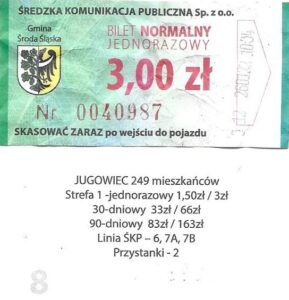 ŚREDZKA KOMUNIKACJA PUBLICZNĄ Sp. z o.o.
Gmina
Środa Śląska
BILET NORMALNY
JEDNORAZOWY
3,00 zł
Nr 0040987
SKASOWAĆ ZARAZ po wejściu do pojazdu
JUGOWIEC 249 mieszkańców
Strefa 1 -jednorazowy 1,50zł / 3zł
30-dniowy 33zł / 66zł
90-dniowy 83zł / 163zł
Linia ŚKP – 6, 7A, 7B
Przystanki - 2
8